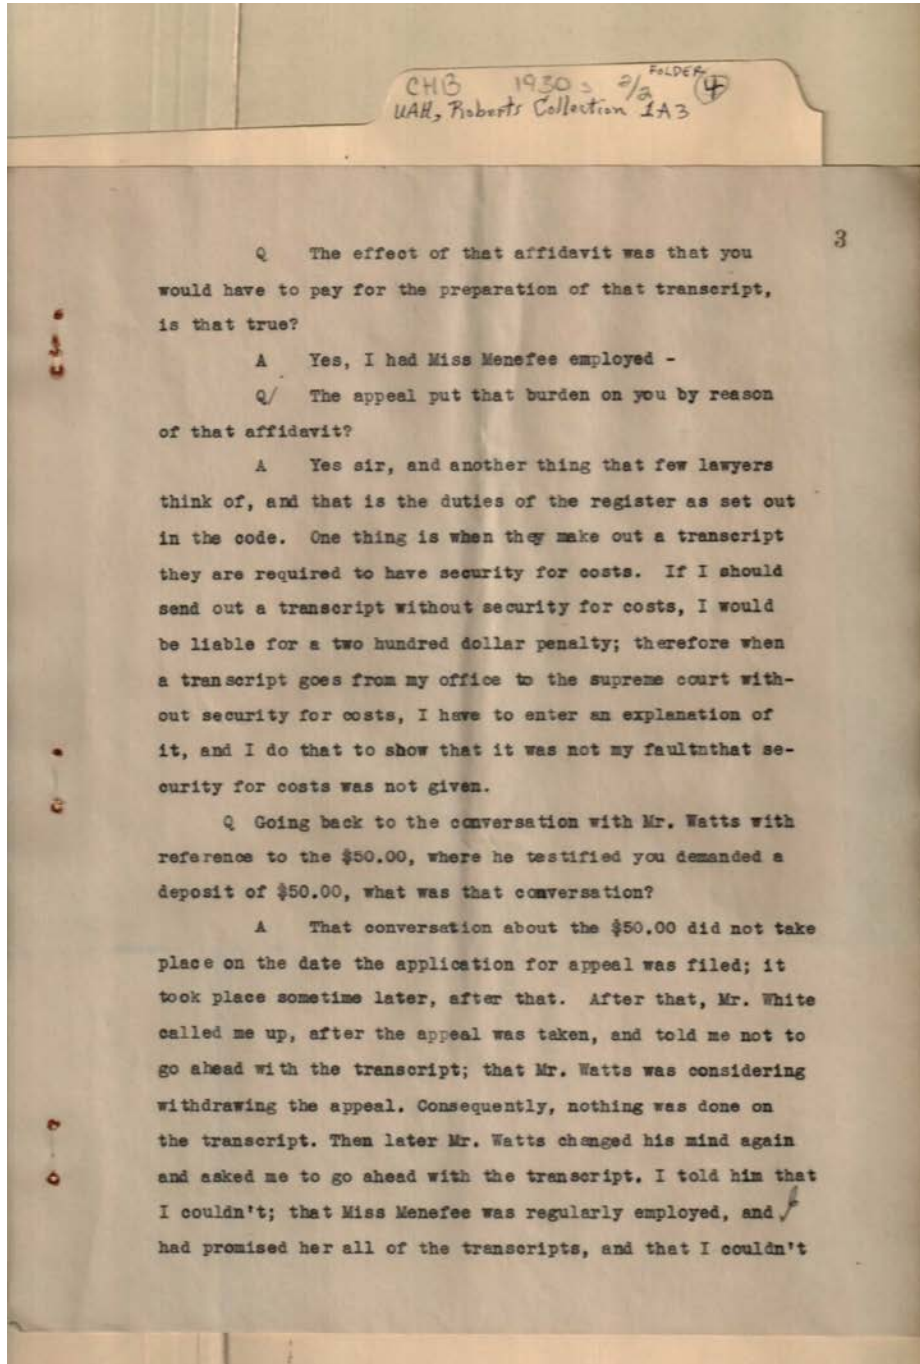 CHB 1930s 2/2 FOLDER 4
UAH, Roberts Collection 1A3
3
Q The effect of that affidavit was that you
would have to pay for the preparation of that transcript,
is that true?
A Yes, I had Miss Menefee employed -
Q/ The appeal put that burden on you by reason
of that affidavit?
A Yes sir, and another thing that few lawyers
think of, and that is the duties of the register as set out
in the code. One thing is when they make out a transcript
they are required to have security for costs. If I should
send out a transcript without security for costs, I would
be liable for a two hundred dollar penalty; therefore when
a transcript goes from my office to the supreme court with-
out security for costs, I have to enter an explanation of
it, and I do that to show that it was not my faultnthat se-
curity for costs was not given.
Q Going back to the conversation with Mr. Watts with
reference to the $50.00, where he testified you demanded a
deposit of $50.00, what was that conversation?
A That conversation about the $50.00 did not take
place on the date the application for appeal was filed; it
took place sometime later, after that. After that, Mr. White
called me up, after the appeal was taken, and told me not to
go ahead with the transcript; that Mr. Watts was considering
withdrawing the appeal. Consequently, nothing was done on
the transcript. Then later Mr. Watts changed his mind again
and asked me to go ahead with the transcript. I told him that
I couldn't; that Miss Menefee was regularly employed, and I
had promised her all of the transcripts, and that I couldn't